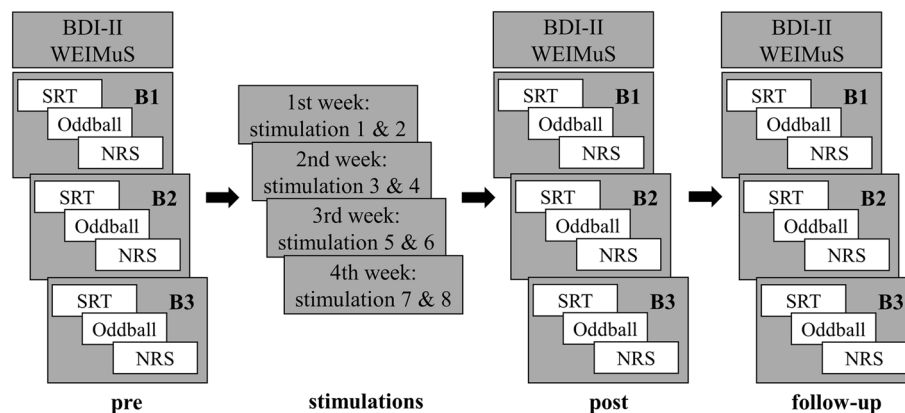 BDI-II
WEIMuS
B1
SRT
Oddball
NRS
B2
SRT
Oddball
NRS
B3
SRT
Oddball
NRS
pre
1st week:
stimulation 1 & 2
2nd week:
stimulation 3 & 4
3rd week:
stimulation 5 & 6
4th week:
stimulation 7 & 8
stimulations
BDI-II
WEIMuS
B1
SRT
Oddball
NRS
B2
SRT
Oddball
NRS
B3
SRT
Oddball
NRS
post
BDI-II
WEIMuS
B1
SRT
Oddball
NRS
B2
SRT
Oddball
NRS
B3
SRT
Oddball
NRS
follow-up